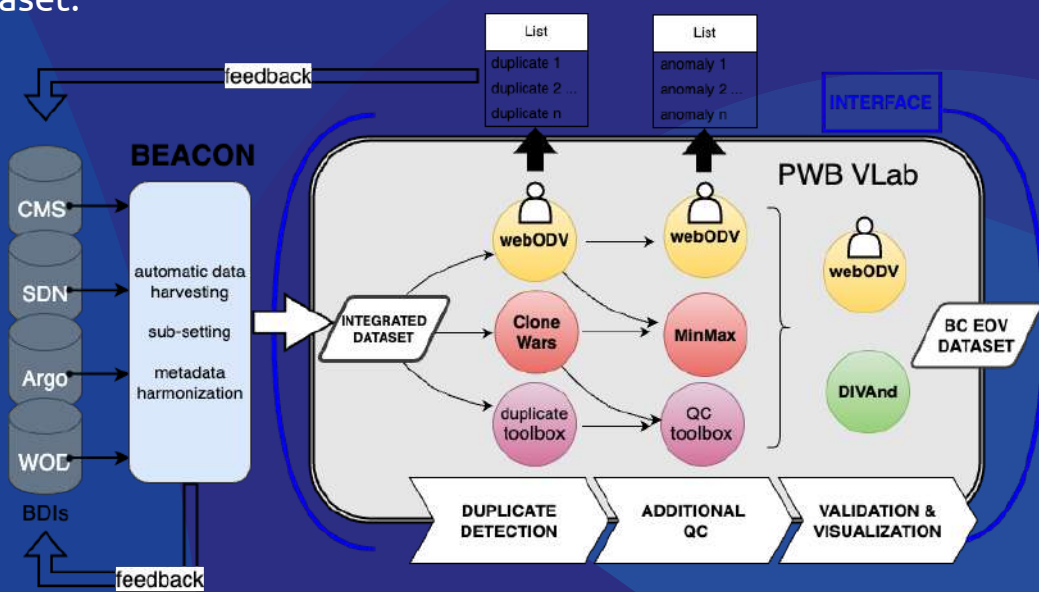 aset.
List
duplicate 1
duplicate 2 ...
duplicate n
List
anomaly 1
anomaly 2 ...
anomaly n
feedback
INTERFACE
BEACON
PWB VLab
CMS
SDN
Argo
WOD
BDIs
automatic data
harvesting
sub-setting
metadata
harmonization
INTEGRATED
DATASET
webODV
Clone
Wars
duplicate
toolbox
webODV
MinMax
QC
toolbox
webODV
DIVAnd
BC EOV
DATASET
DUPLICATE
DETECTION
ADDITIONAL
QC
VALIDATION &
VISUALIZATION
feedback